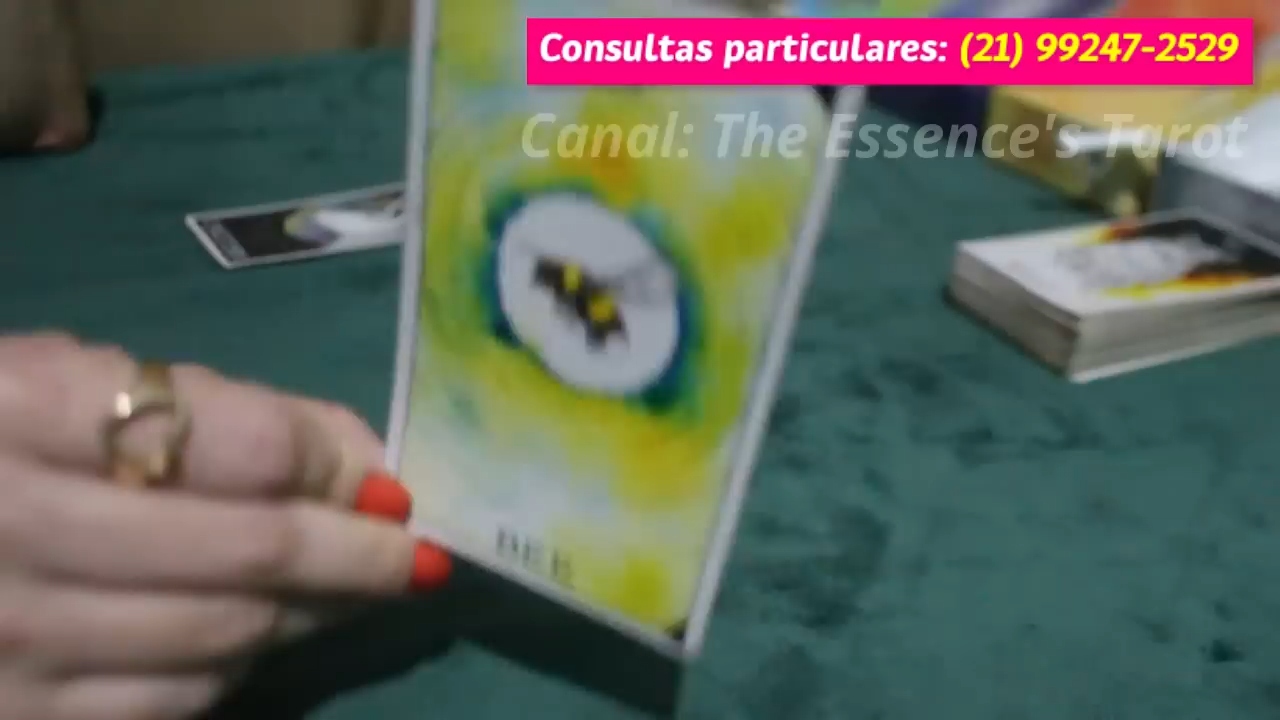 Consultas particulares: (21) 99247-2529
Canal: The Essence's Tarot
BEE